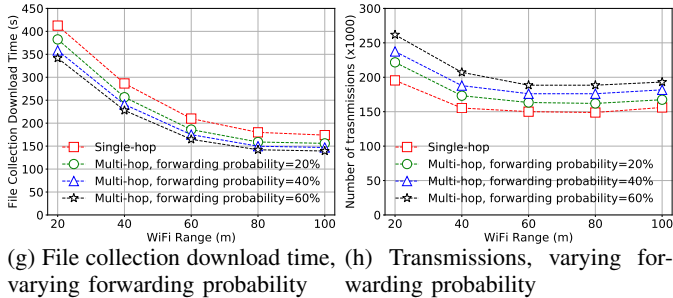 File Collection Download Time (s)
450
400
350
300
250
200
150
100
50
0
Single-hop
Multi-hop, forwarding probability=20%
Multi-hop, forwarding probability=40%
Multi-hop, forwarding probability=60%
20 40 60 80 100
WiFi Range (m)
Number of trasnmissions (x1000)
300
250
200
150
100
50
0
Single-hop
Multi-hop, forwarding probability=20%
Multi-hop, forwarding probability=40%
Multi-hop, forwarding probability=60%
20 40 60 80 100
WiFi Range (m)
(g) File collection download time,
varying forwarding probability
(h) Transmissions, varying for-
warding probability